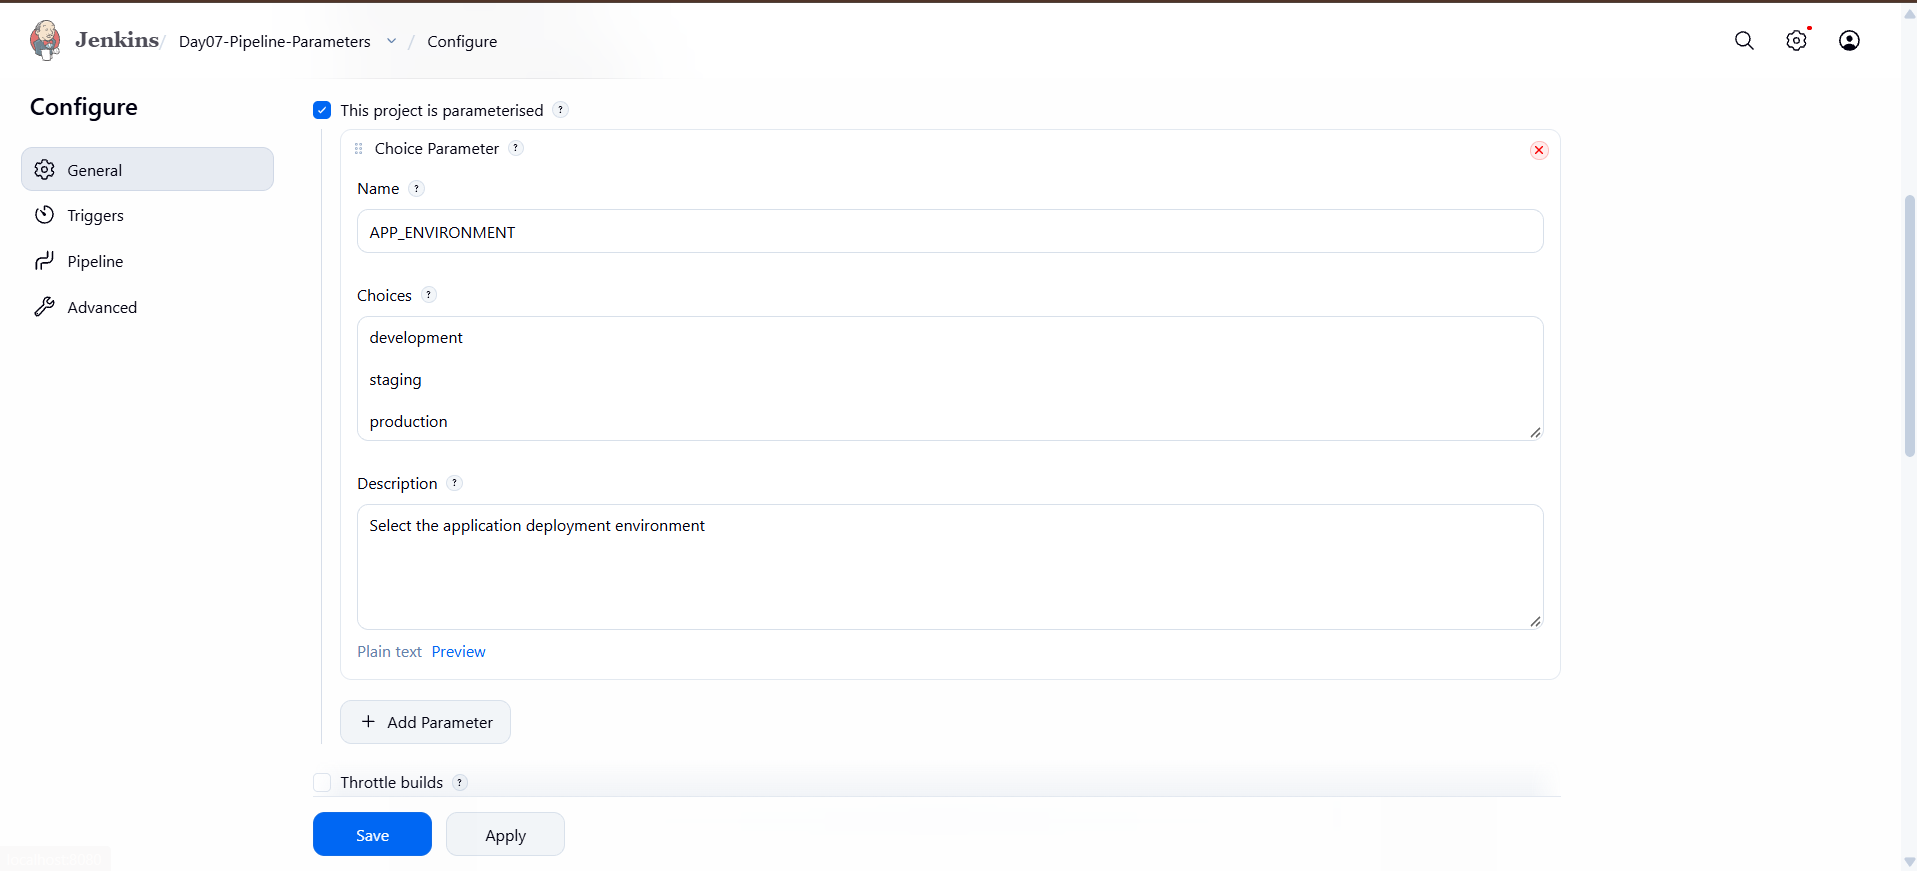 Jenkins / Day07-Pipeline-Parameters / Configure
Configure
General
Triggers
Pipeline
Advanced
This project is parameterised ?
Choice Parameter ?
Name ?
APP_ENVIRONMENT
Choices ?
development
staging
production
Description ?
Select the application deployment environment
Plain text Preview
+ Add Parameter
Throttle builds ?
Save Apply